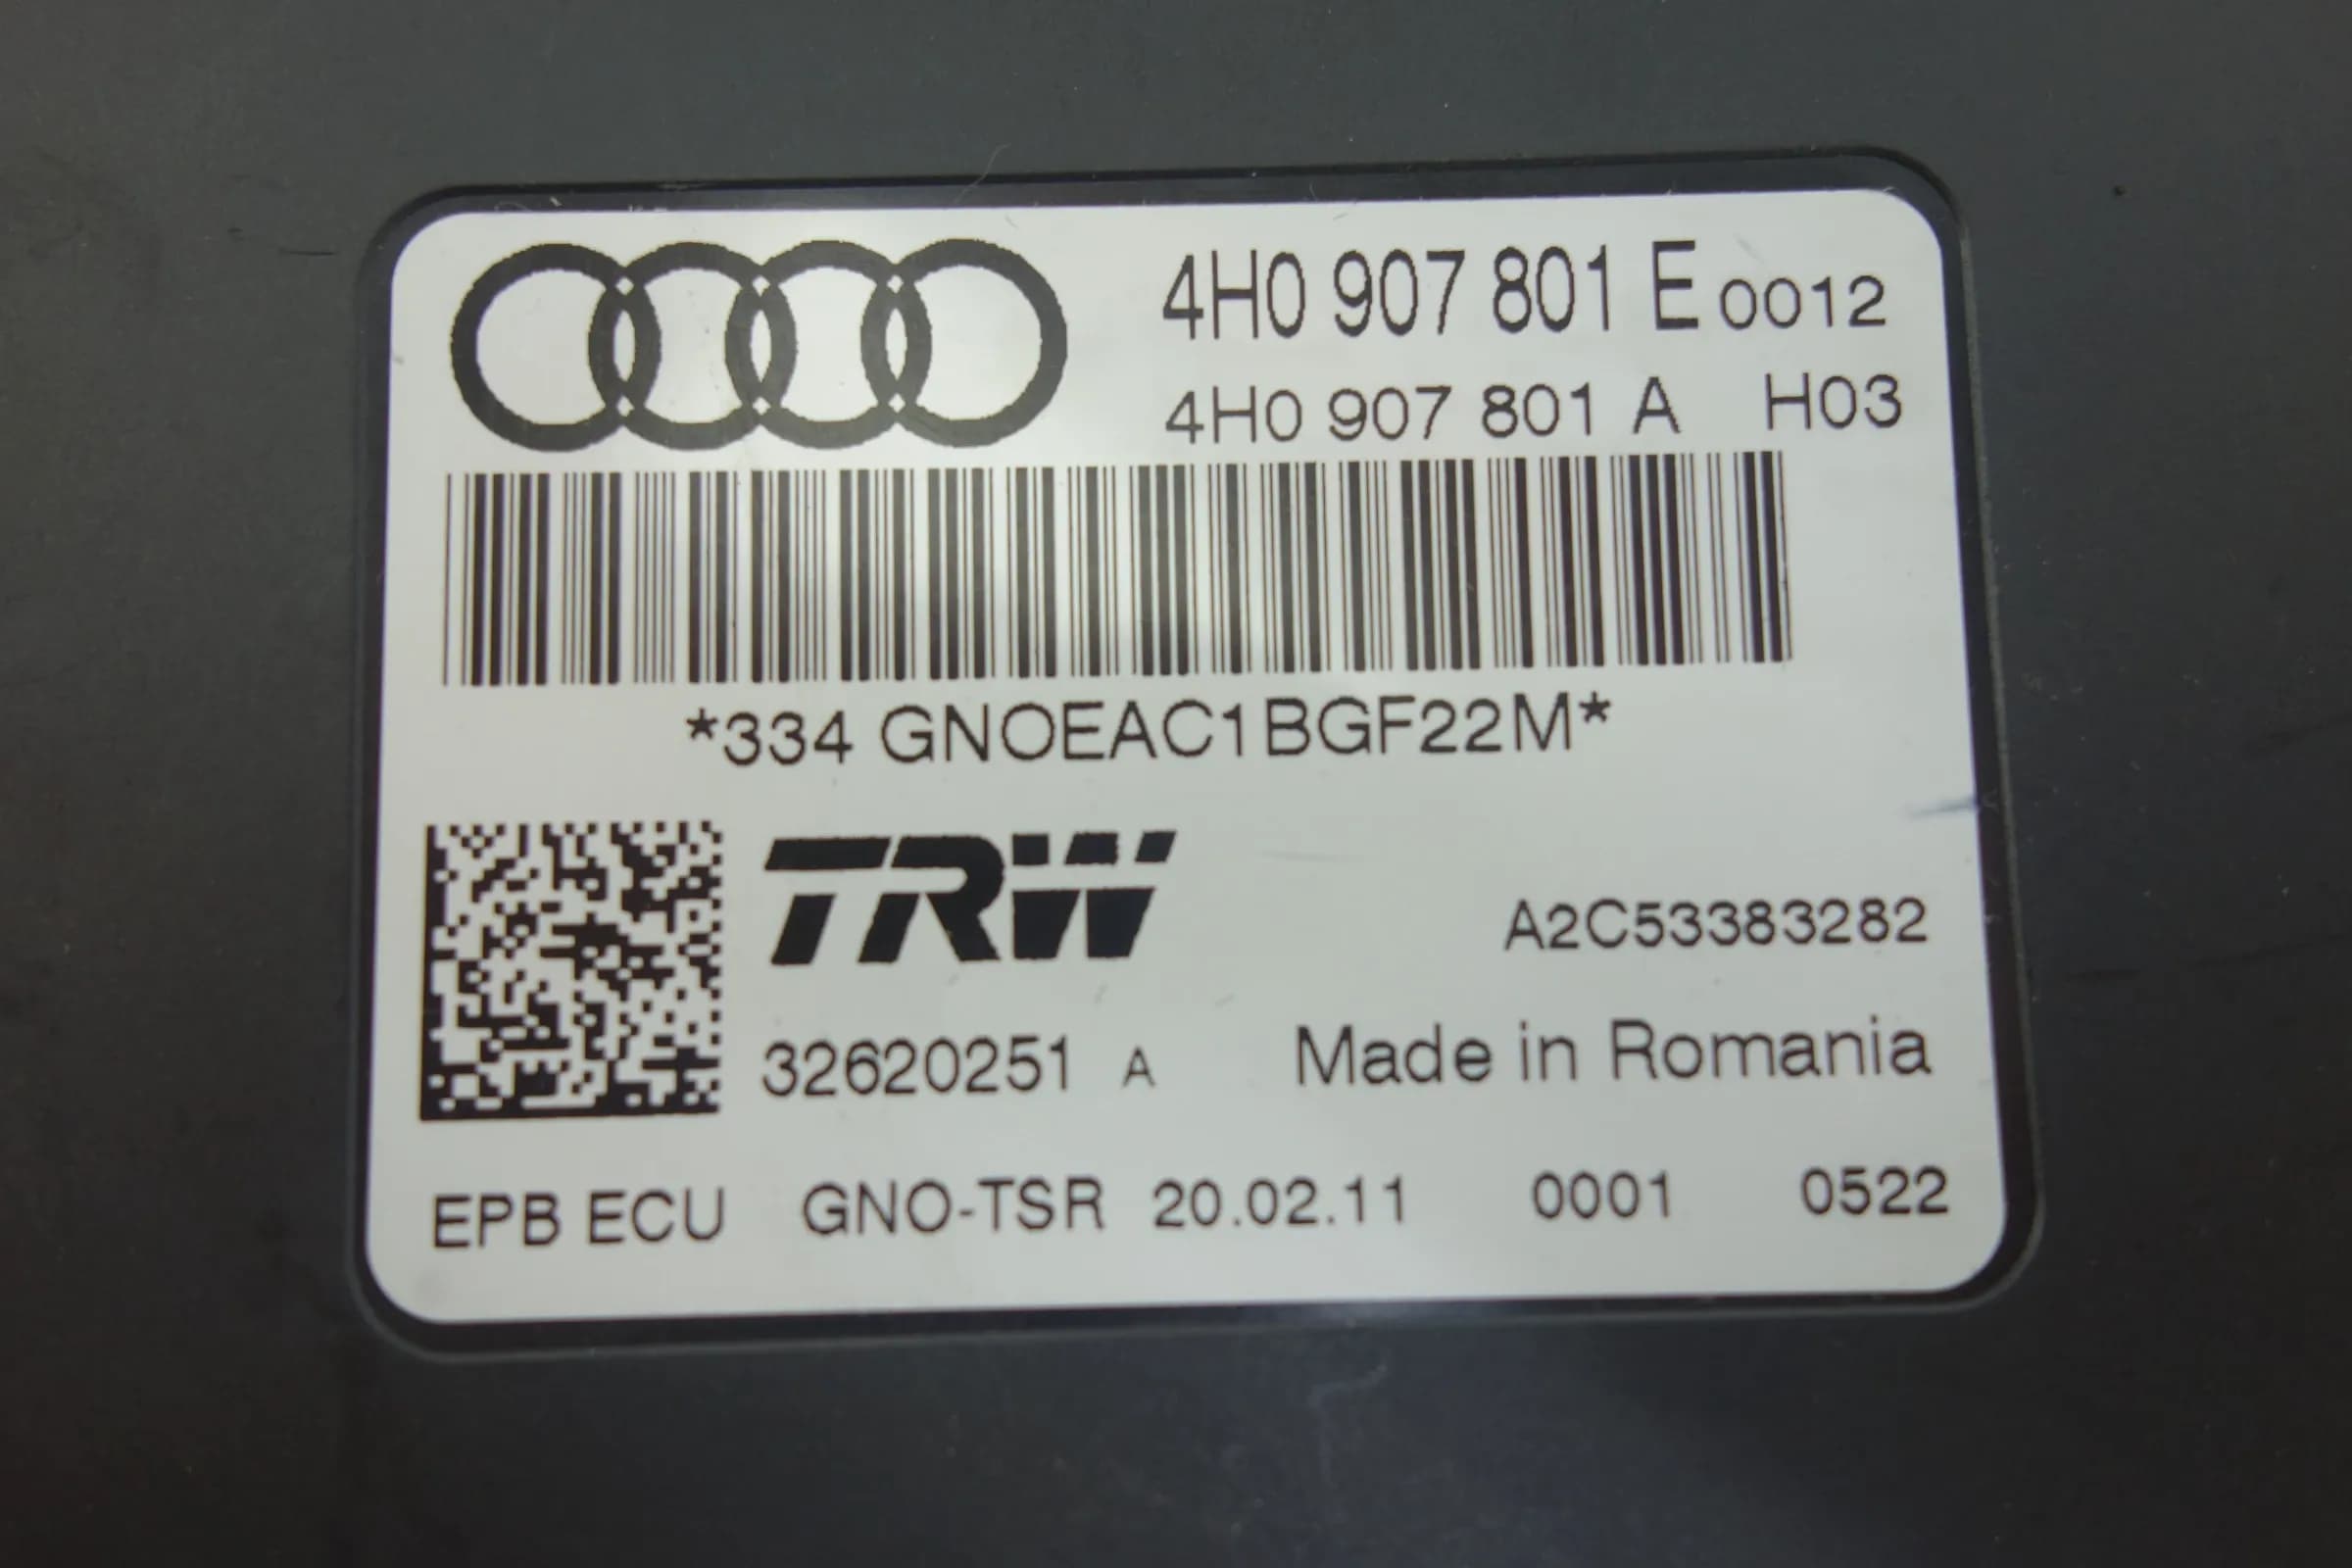 4H0 907 801 E 0012
4H0 907 801 A H03
*334 GNOEAC1BGF22M*
TRW
A2C53383282
32620251 A Made in Romania
EPB ECU GNO-TSR 20.02.11 0001 0522